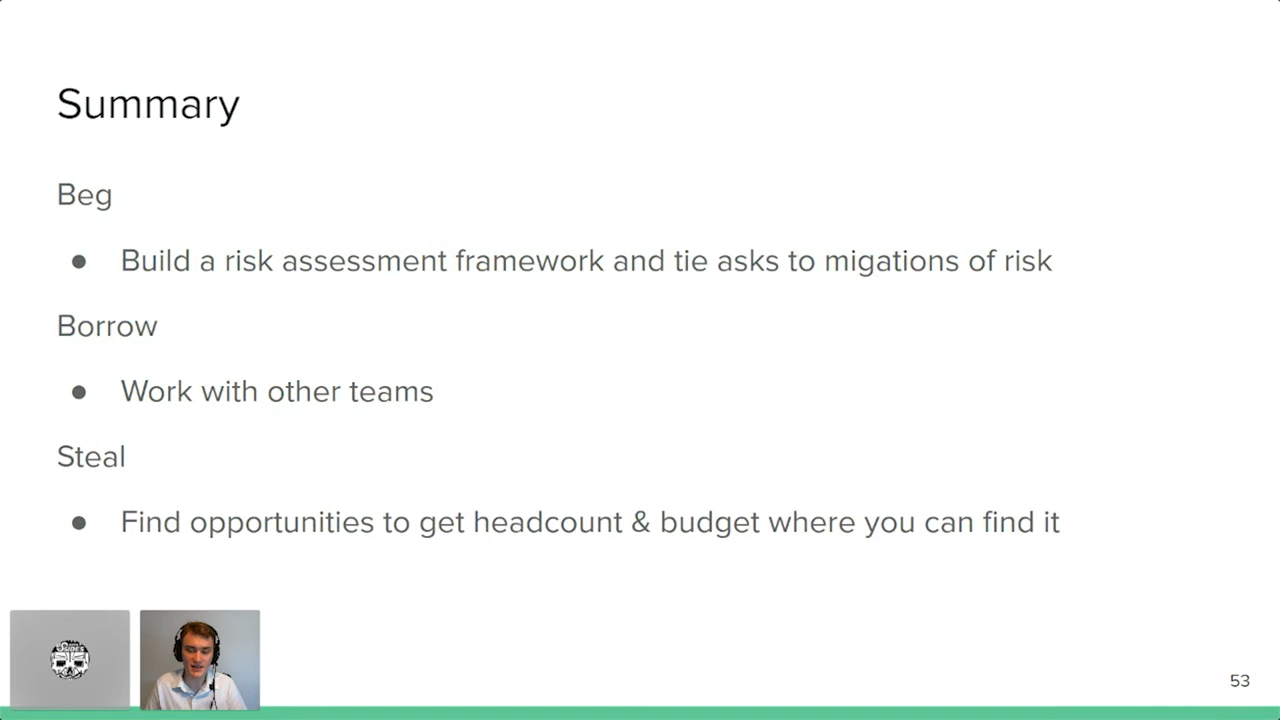 Summary
Beg
● Build a risk assessment framework and tie asks to migations of risk
Borrow
● Work with other teams
Steal
● Find opportunities to get headcount & budget where you can find it
SIDES
53